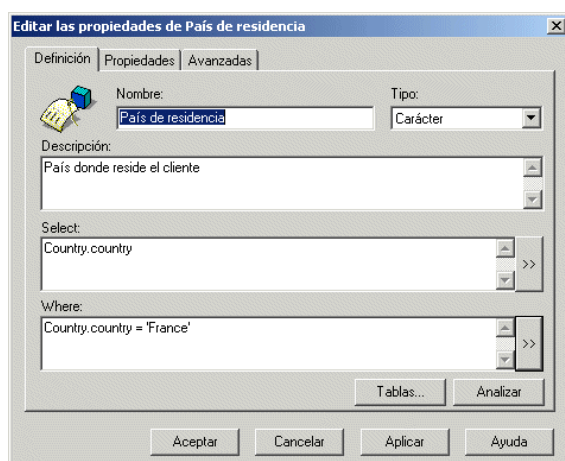 Editar las propiedades de País de residencia
Definición Propiedades Avanzadas
Nombre: Tipo:
País de residencia Carácter
Descripción:
País donde reside el cliente
Select:
Country.country
>>
Where:
Country.country = 'France'
>>
Tablas... Analizar
Aceptar Cancelar Aplicar Ayuda